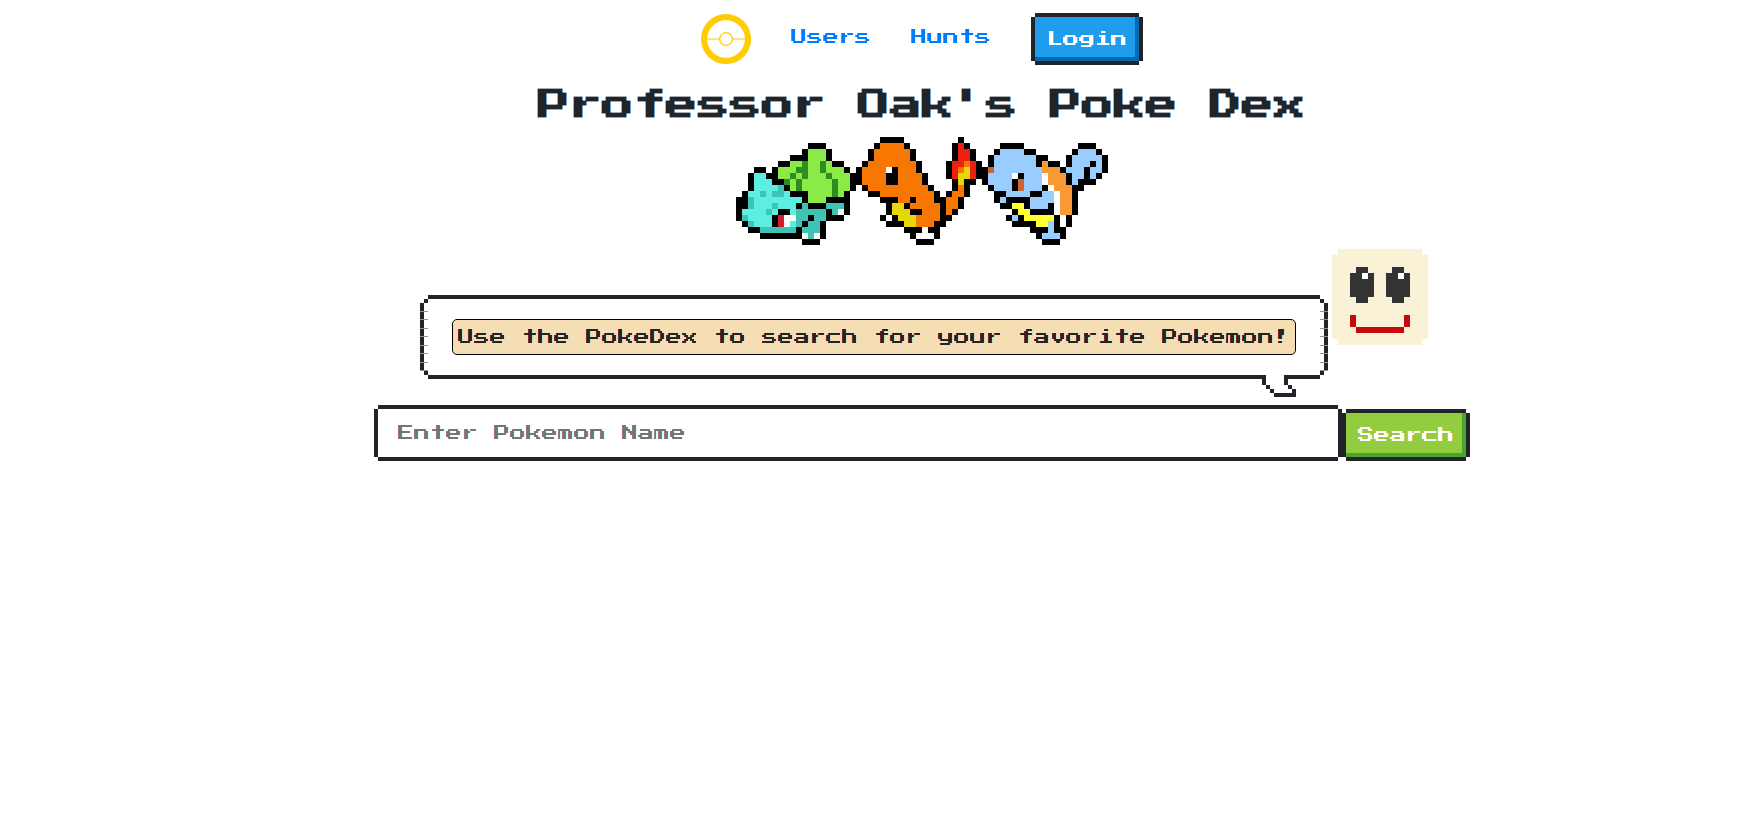 Users Hunts Login
Professor Oak's Poke Dex
Use the PokeDex to search for your favorite Pokemon!
Enter Pokemon Name Search